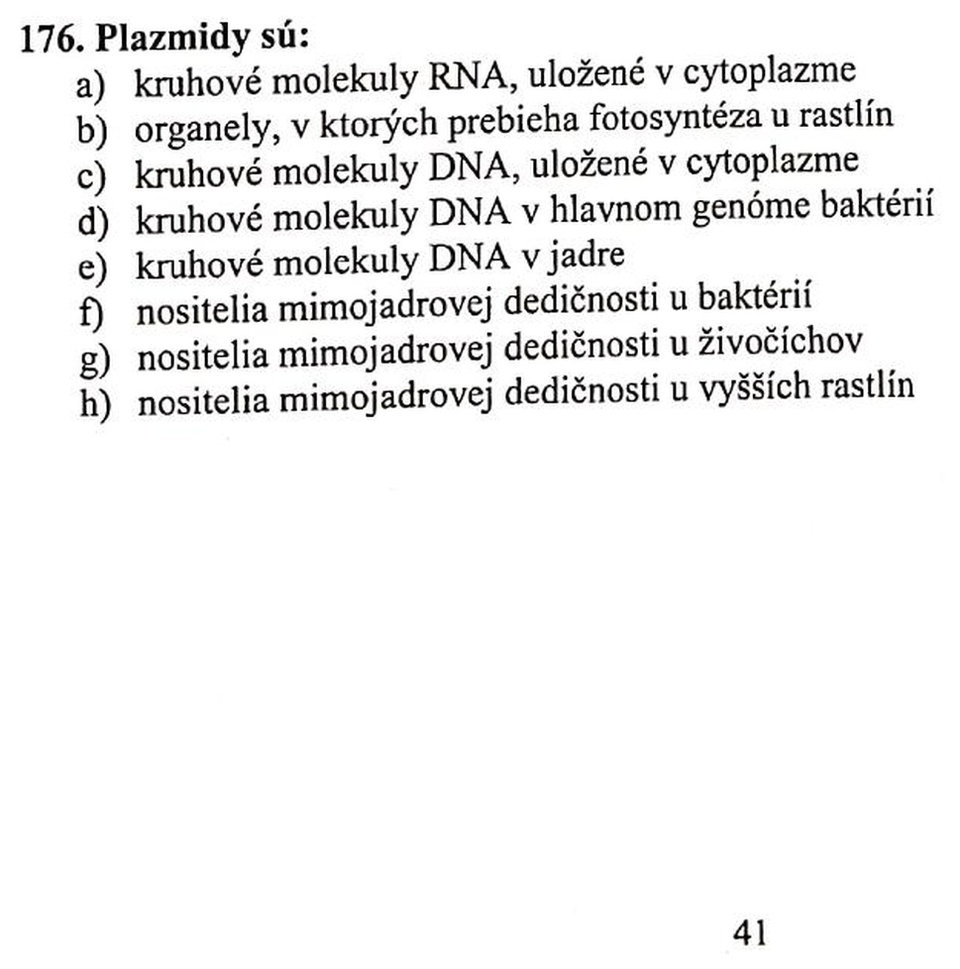 176. Plazmidy sú:
a) kruhové molekuly RNA, uložené v cytoplazme
b) organely, v ktorých prebieha fotosyntéza u rastlín
c) kruhové molekuly DNA, uložené v cytoplazme
d) kruhové molekuly DNA v hlavnom genóme baktérií
e) kruhové molekuly DNA v jadre
f) nositelia mimojadrovej dedičnosti u baktérií
g) nositelia mimojadrovej dedičnosti u živočíchov
h) nositelia mimojadrovej dedičnosti u vyšších rastlín
41